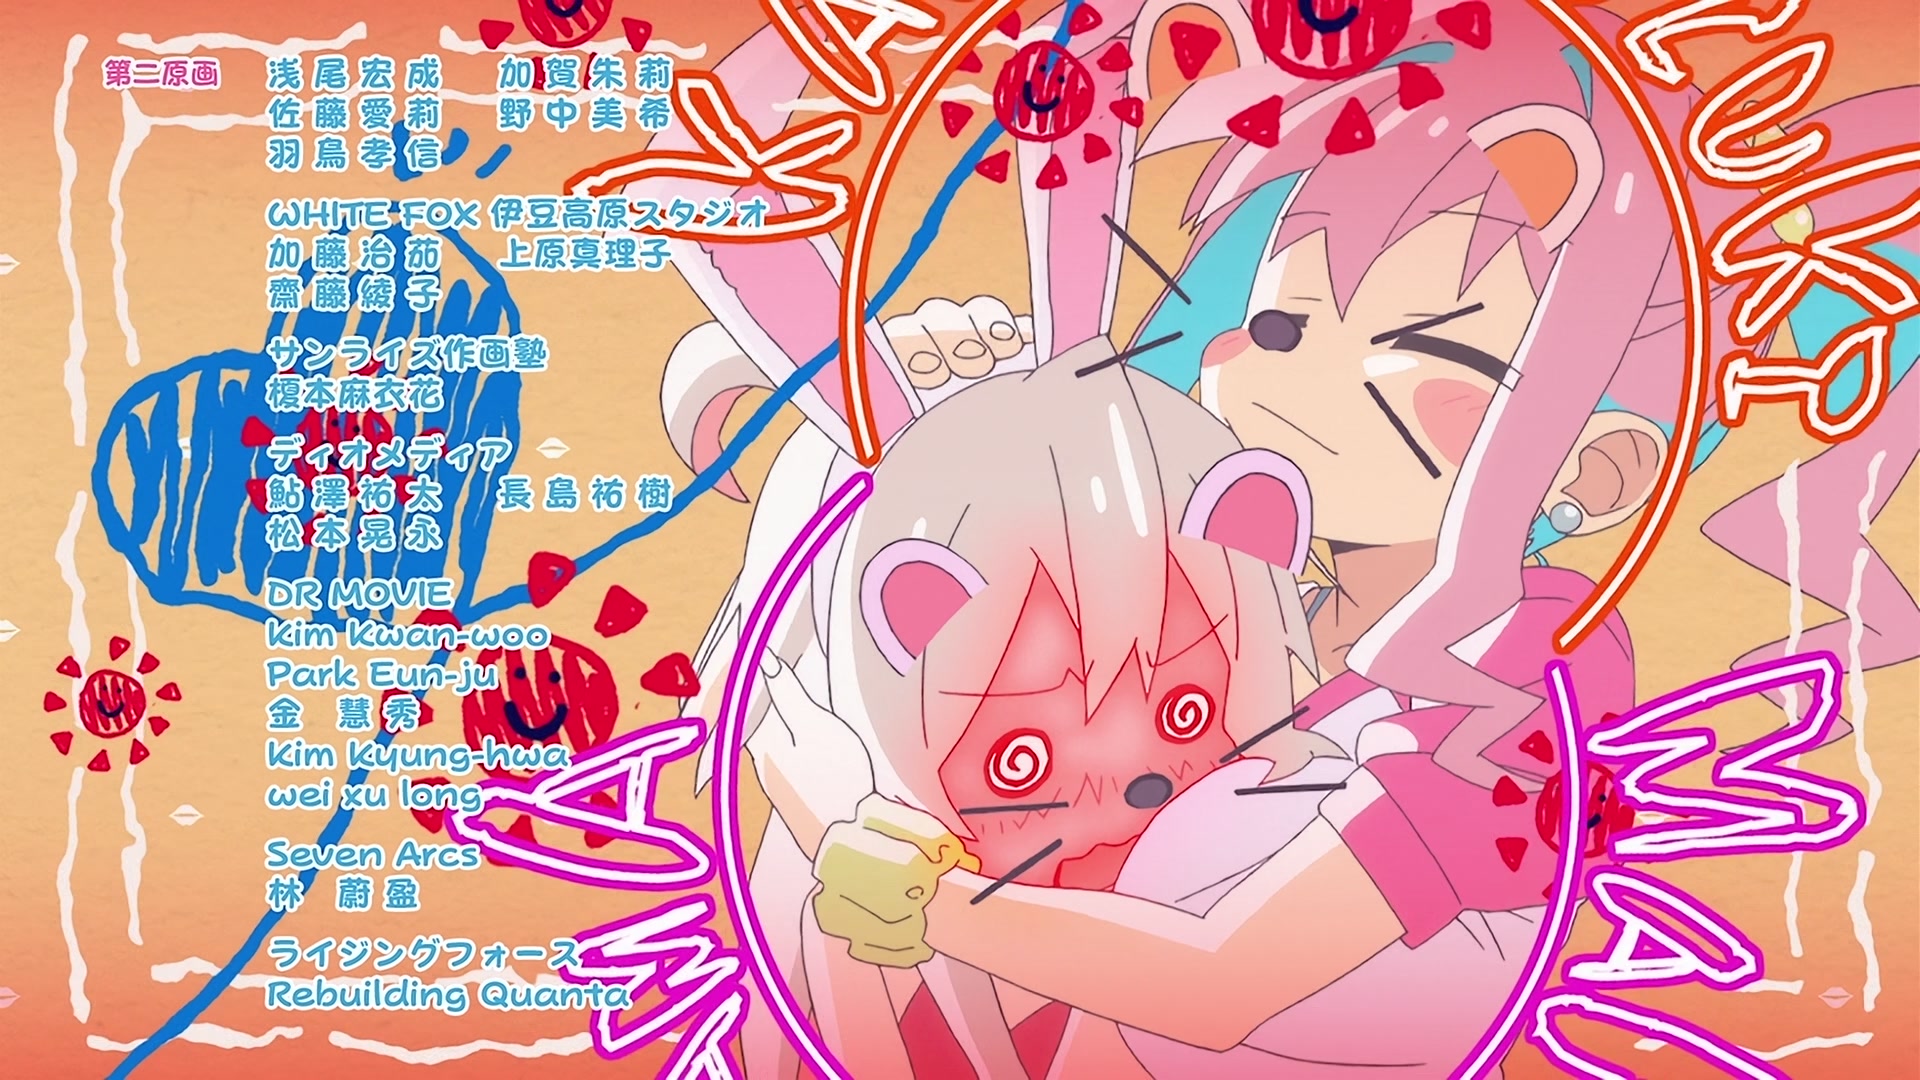 第二原画
浅尾宏成 加賀朱莉
佐藤愛莉 野中美希
羽鳥孝信
WHITE FOX 伊豆高原スタジオ
加藤治茄 上原真理子
齋藤綾子
サンライズ作画塾
榎本麻衣花
ディオメディア
鮎澤祐太 長島祐樹
松本晃永
DR MOVIE
Kim Kwan-woo
Park Eun-ju
金 慧秀
Kim Kyung-hwa
wei xu long
Seven Arcs
林 蔚盈
ライジングフォース
Rebuilding Quanta